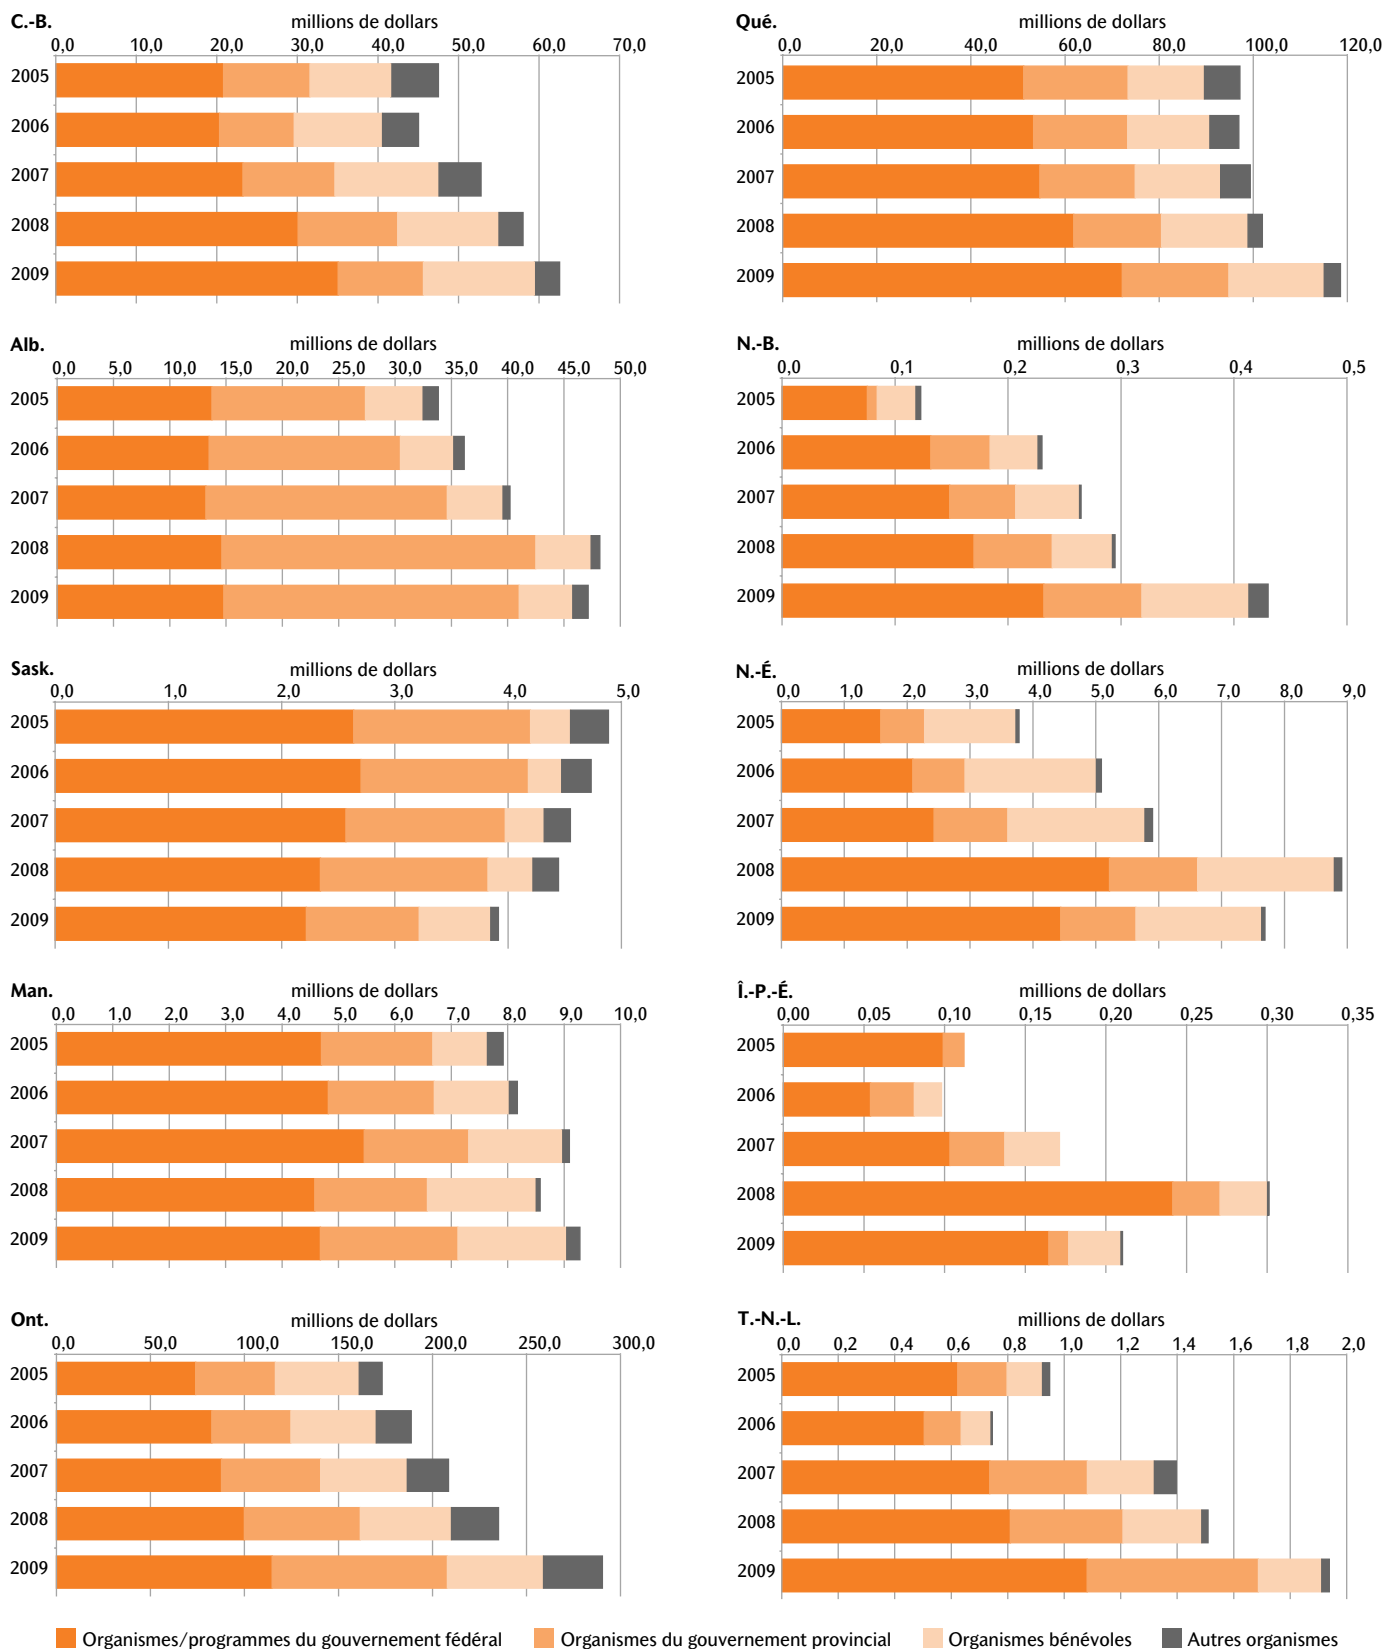 C.-B. millions de dollars
0,0 10,0 20,0 30,0 40,0 50,0 60,0 70,0
2005
2006
2007
2008
2009
Alb. millions de dollars
0,0 5,0 10,0 15,0 20,0 25,0 30,0 35,0 40,0 45,0 50,0
2005
2006
2007
2008
2009
Sask. millions de dollars
0,0 1,0 2,0 3,0 4,0 5,0
2005
2006
2007
2008
2009
Man. millions de dollars
0,0 1,0 2,0 3,0 4,0 5,0 6,0 7,0 8,0 9,0 10,0
2005
2006
2007
2008
2009
Ont. millions de dollars
0,0 50,0 100,0 150,0 200,0 250,0 300,0
2005
2006
2007
2008
2009
Qué. millions de dollars
0,0 20,0 40,0 60,0 80,0 100,0 120,0
2005
2006
2007
2008
2009
N.-B. millions de dollars
0,0 0,1 0,2 0,3 0,4 0,5
2005
2006
2007
2008
2009
N.-É. millions de dollars
0,0 1,0 2,0 3,0 4,0 5,0 6,0 7,0 8,0 9,0
2005
2006
2007
2008
2009
Î.-P.-É. millions de dollars
0,00 0,05 0,10 0,15 0,20 0,25 0,30 0,35
2005
2006
2007
2008
2009
T.-N.-L. millions de dollars
0,0 0,2 0,4 0,6 0,8 1,0 1,2 1,4 1,6 1,8 2,0
2005
2006
2007
2008
2009
Organismes/programmes du gouvernement fédéral Organismes du gouvernement provincial Organismes bénévoles Autres organismes